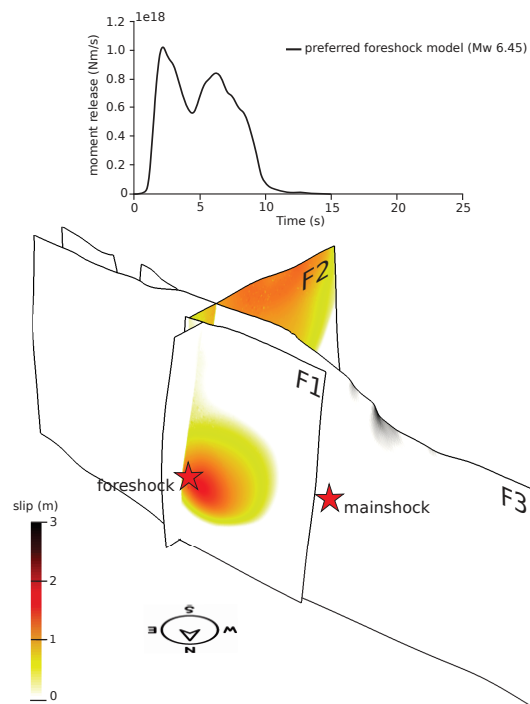 1e18
1.2
1.0
0.8
0.6
0.4
0.2
0
moment release (Nm/s)
preferred foreshock model (Mw 6.45)
0 5 10 15 20 25
Time (s)
F2
F1
F3
foreshock
mainshock
slip (m)
3
2
1
0
S
E W
N